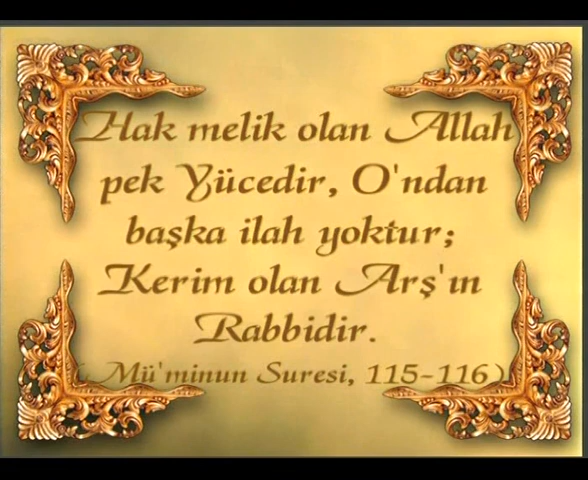 Hak melik olan Allah
pek Yücedir, O'ndan
başka ilah yoktur;
Kerim olan Arş'ın
Rabbidir.
(Mü'minun Suresi, 115-116)